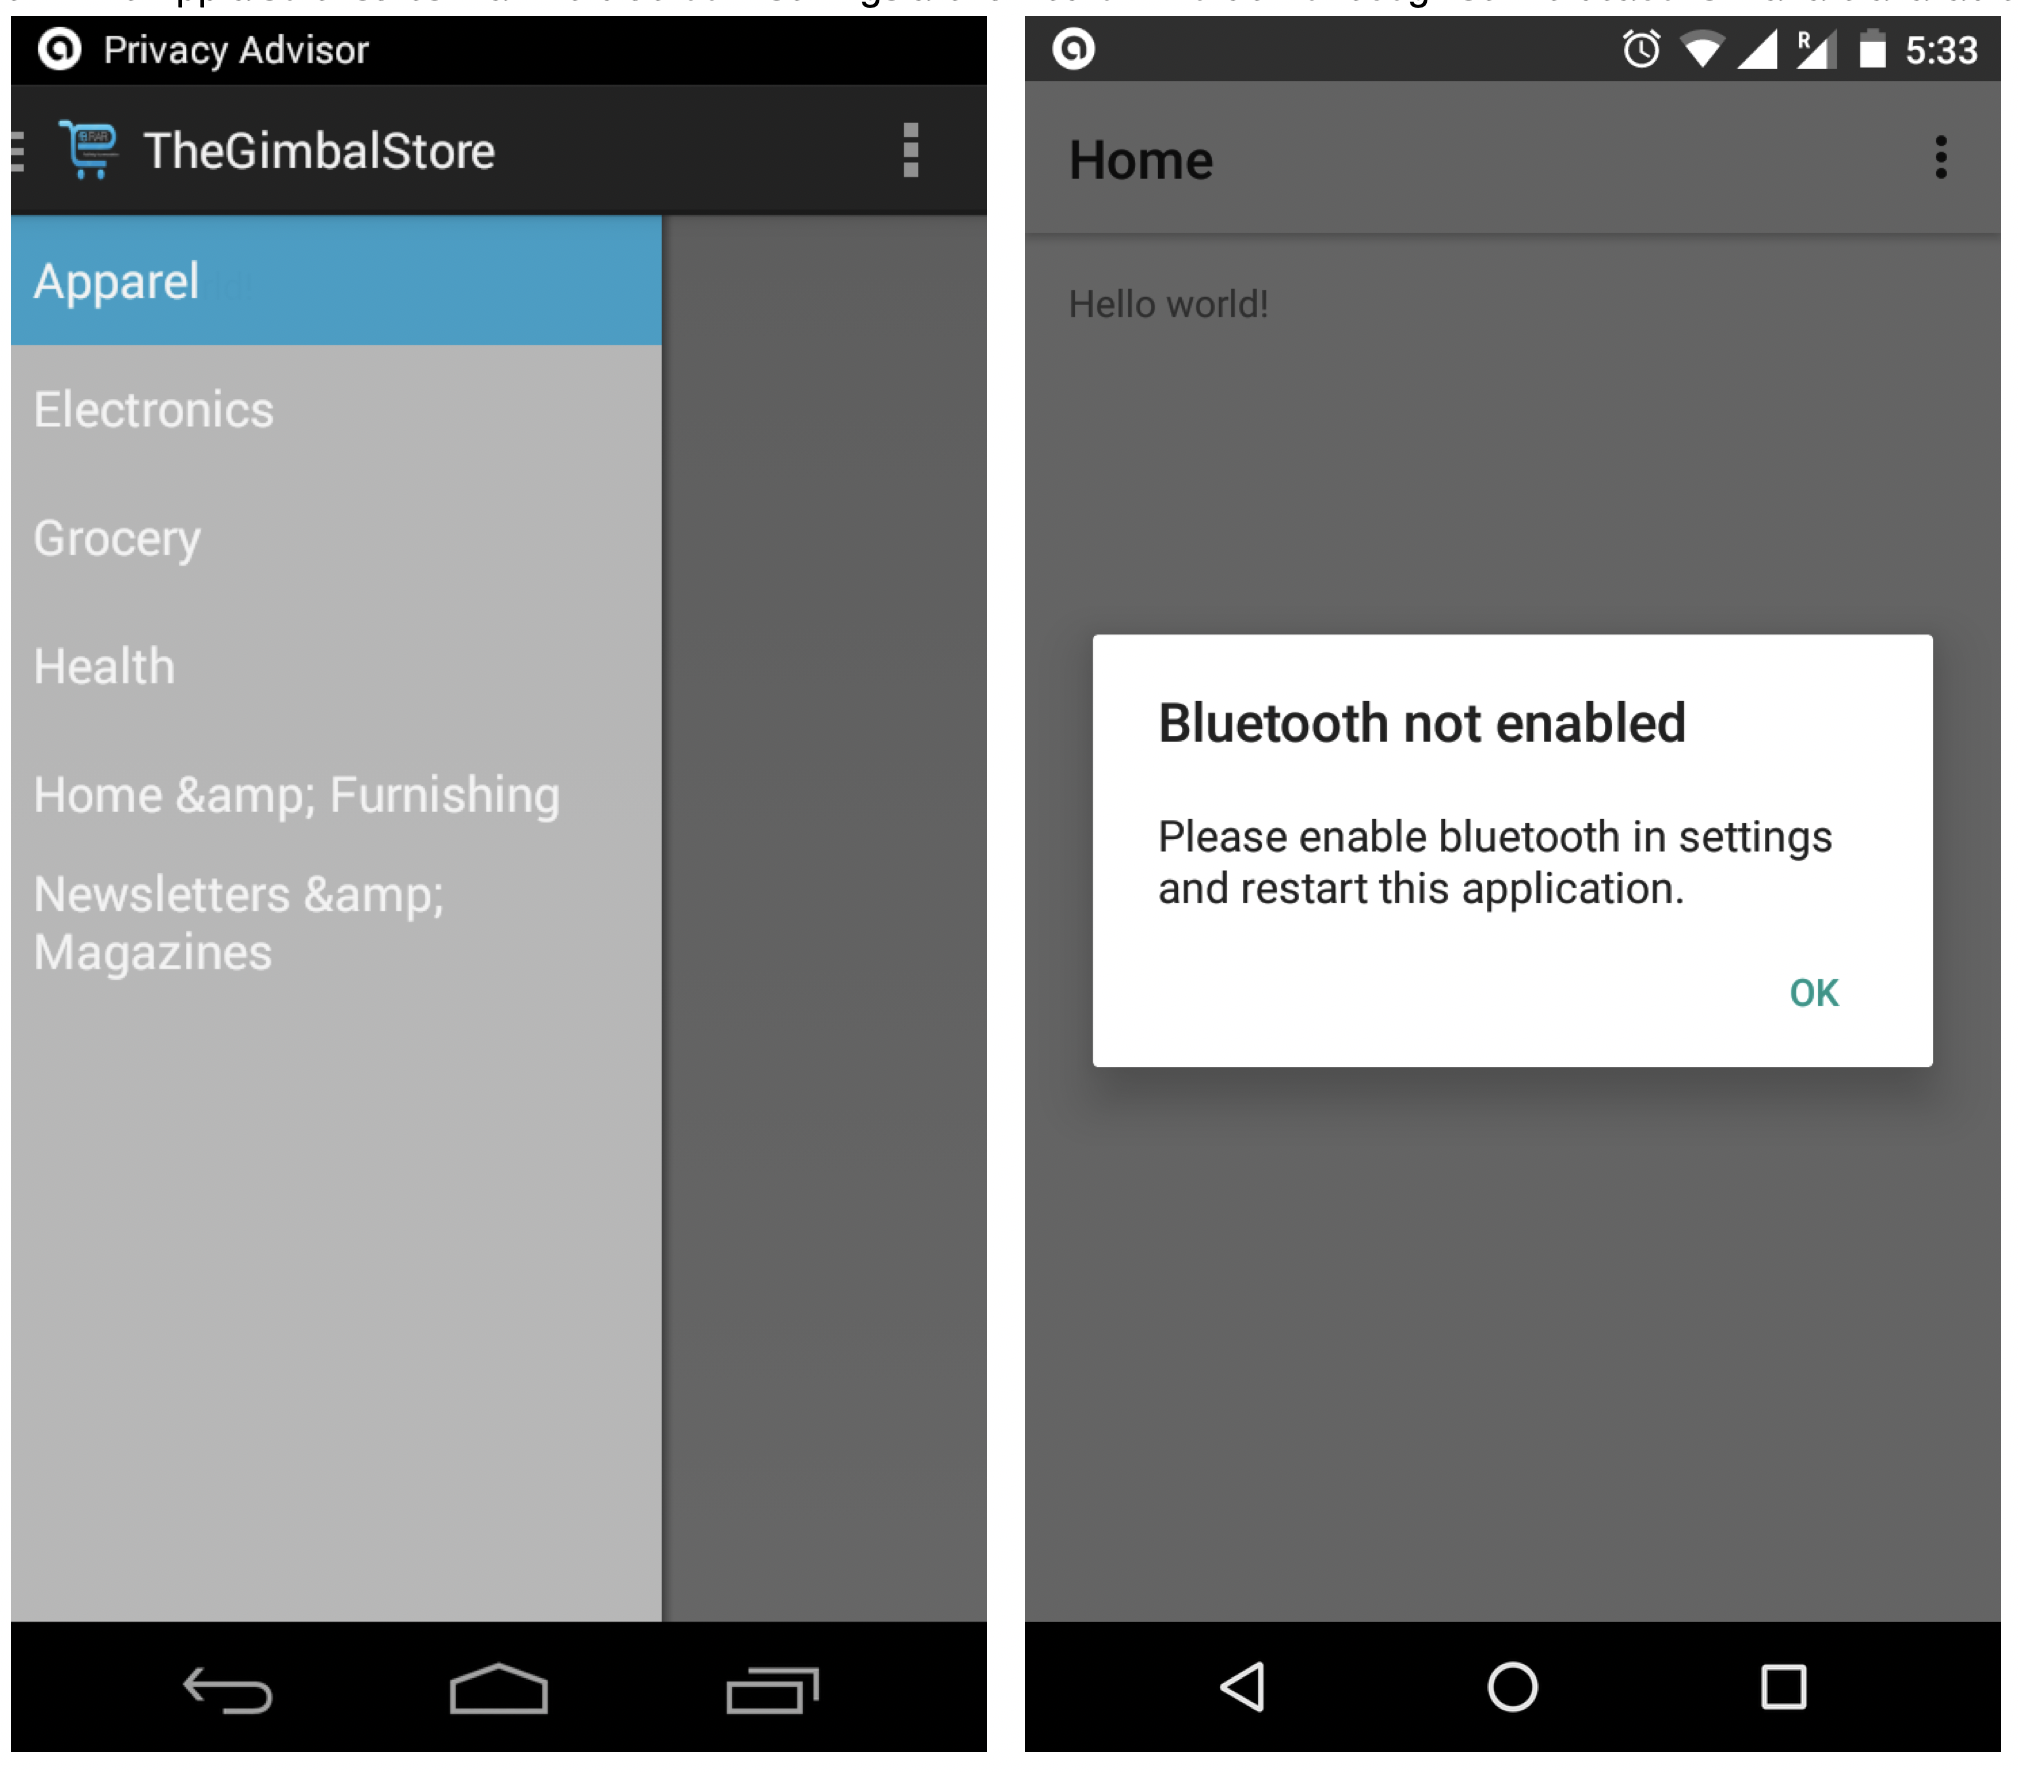 Privacy Advisor
TheGimbalStore
Apparel
Electronics
Grocery
Health
Home &amp; Furnishing
Newsletters &amp;
Magazines
R
5:33
Home
Hello world!
Bluetooth not enabled
Please enable bluetooth in settings
and restart this application.
OK